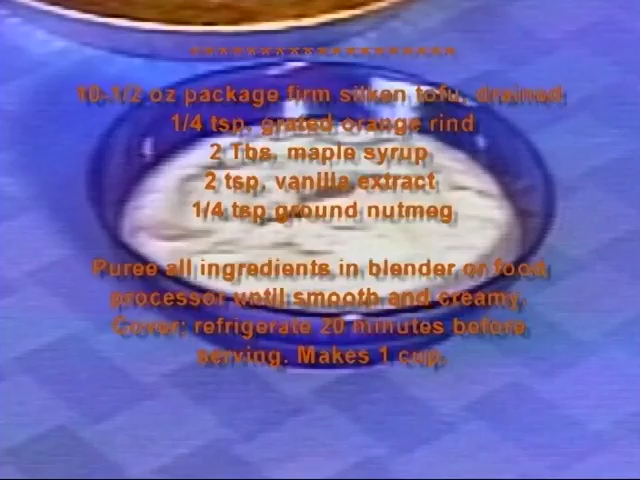 * * * * * * * * * * * * * * * * * * *
10-1/2 oz package firm silken tofu, drained
1/4 tsp. grated orange rind
2 Tbs. maple syrup
2 tsp. vanilla extract
1/4 tsp ground nutmeg
Puree all ingredients in blender or food
processor until smooth and creamy.
Cover; refrigerate 20 minutes before
serving. Makes 1 cup.